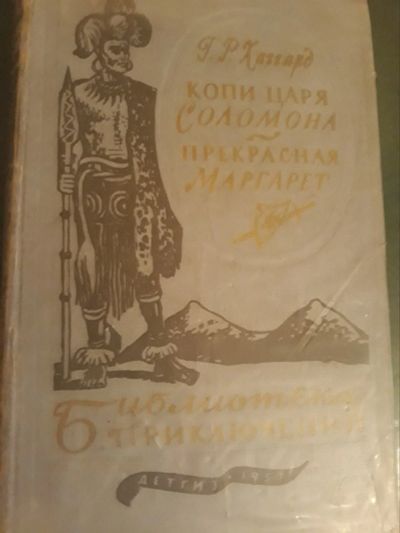 Г. Р. Хаггард
КОПИ ЦАРЯ
СОЛОМОНА
ПРЕКРАСНАЯ
МАРГАРЕТ
Библиотека
ПРИКЛЮЧЕНИЙ
ДЕТГИЗ